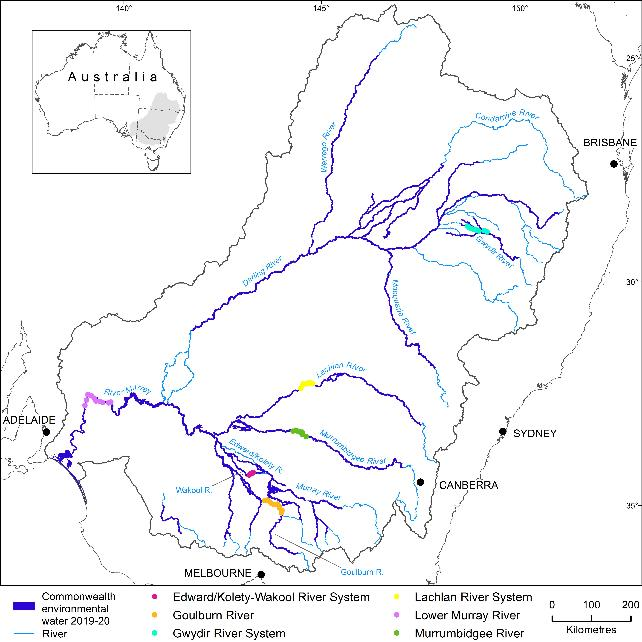 140°
145°
150°
25°
Australia
Condamine River
Warrego River
BRISBANE
Gwydir River
Darling River
30°
Macquarie River
Lachlan River
River Murray
ADELAIDE
SYDNEY
Murrumbidgee River
Edward/Kolety R.
CANBERRA
Wakool R.
Murray River
35°
MELBOURNE
Goulburn R.
Commonwealth
environmental
water 2019-20
River
Edward/Kolety-Wakool River System
Goulburn River
Gwydir River System
Lachlan River System
Lower Murray River
Murrumbidgee River
0 100 200
Kilometres